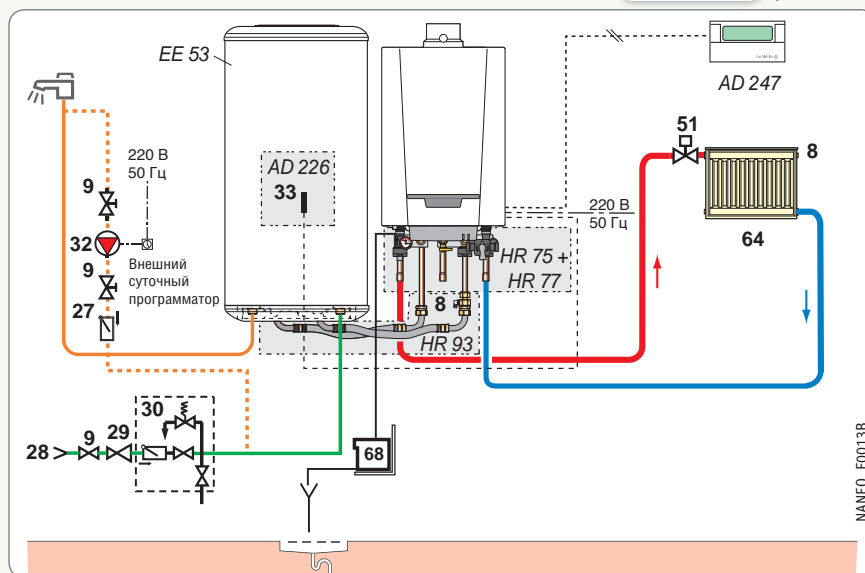 EE 53
AD 247
51
9
220 В
50 Гц
AD 226
33
8
220 В
50 Гц
64
32
9
Внешний
суточный
программатор
HR 75 +
HR 77
27
8
HR 93
30
28
9
29
68
NANEO_F0013B